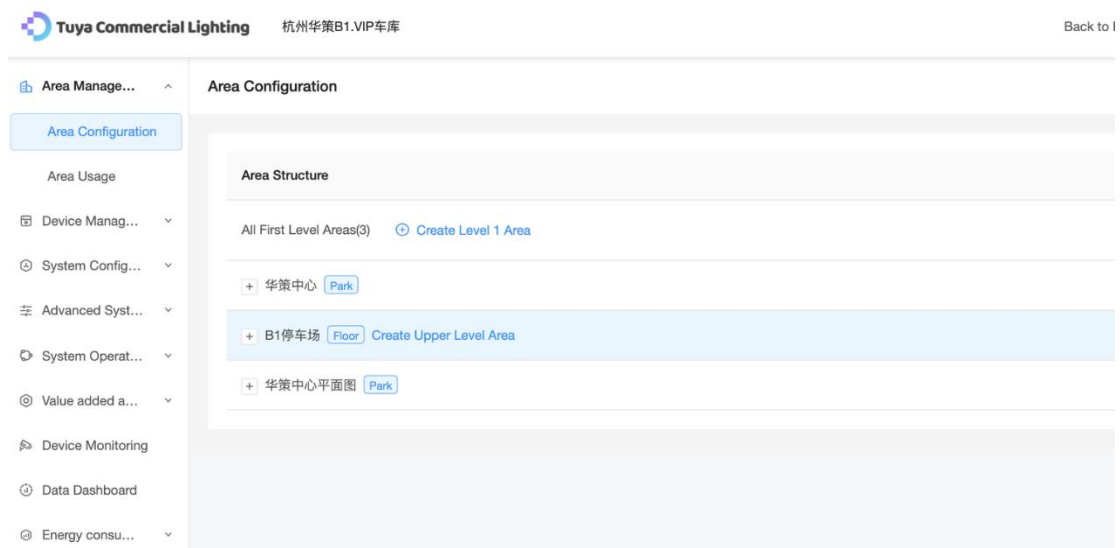 Tuya Commercial Lighting 杭州华策B1.VIP车库 Back to
Area Manage... Area Configuration
Area Configuration
Area Usage Area Structure
Device Manag... All First Level Areas(3) Create Level 1 Area
System Config...
华策中心 Park
Advanced Syst... B1停车场 Floor Create Upper Level Area
System Operat...
华策中心平面图 Park
Value added a...
Device Monitoring
Data Dashboard
Energy consu...